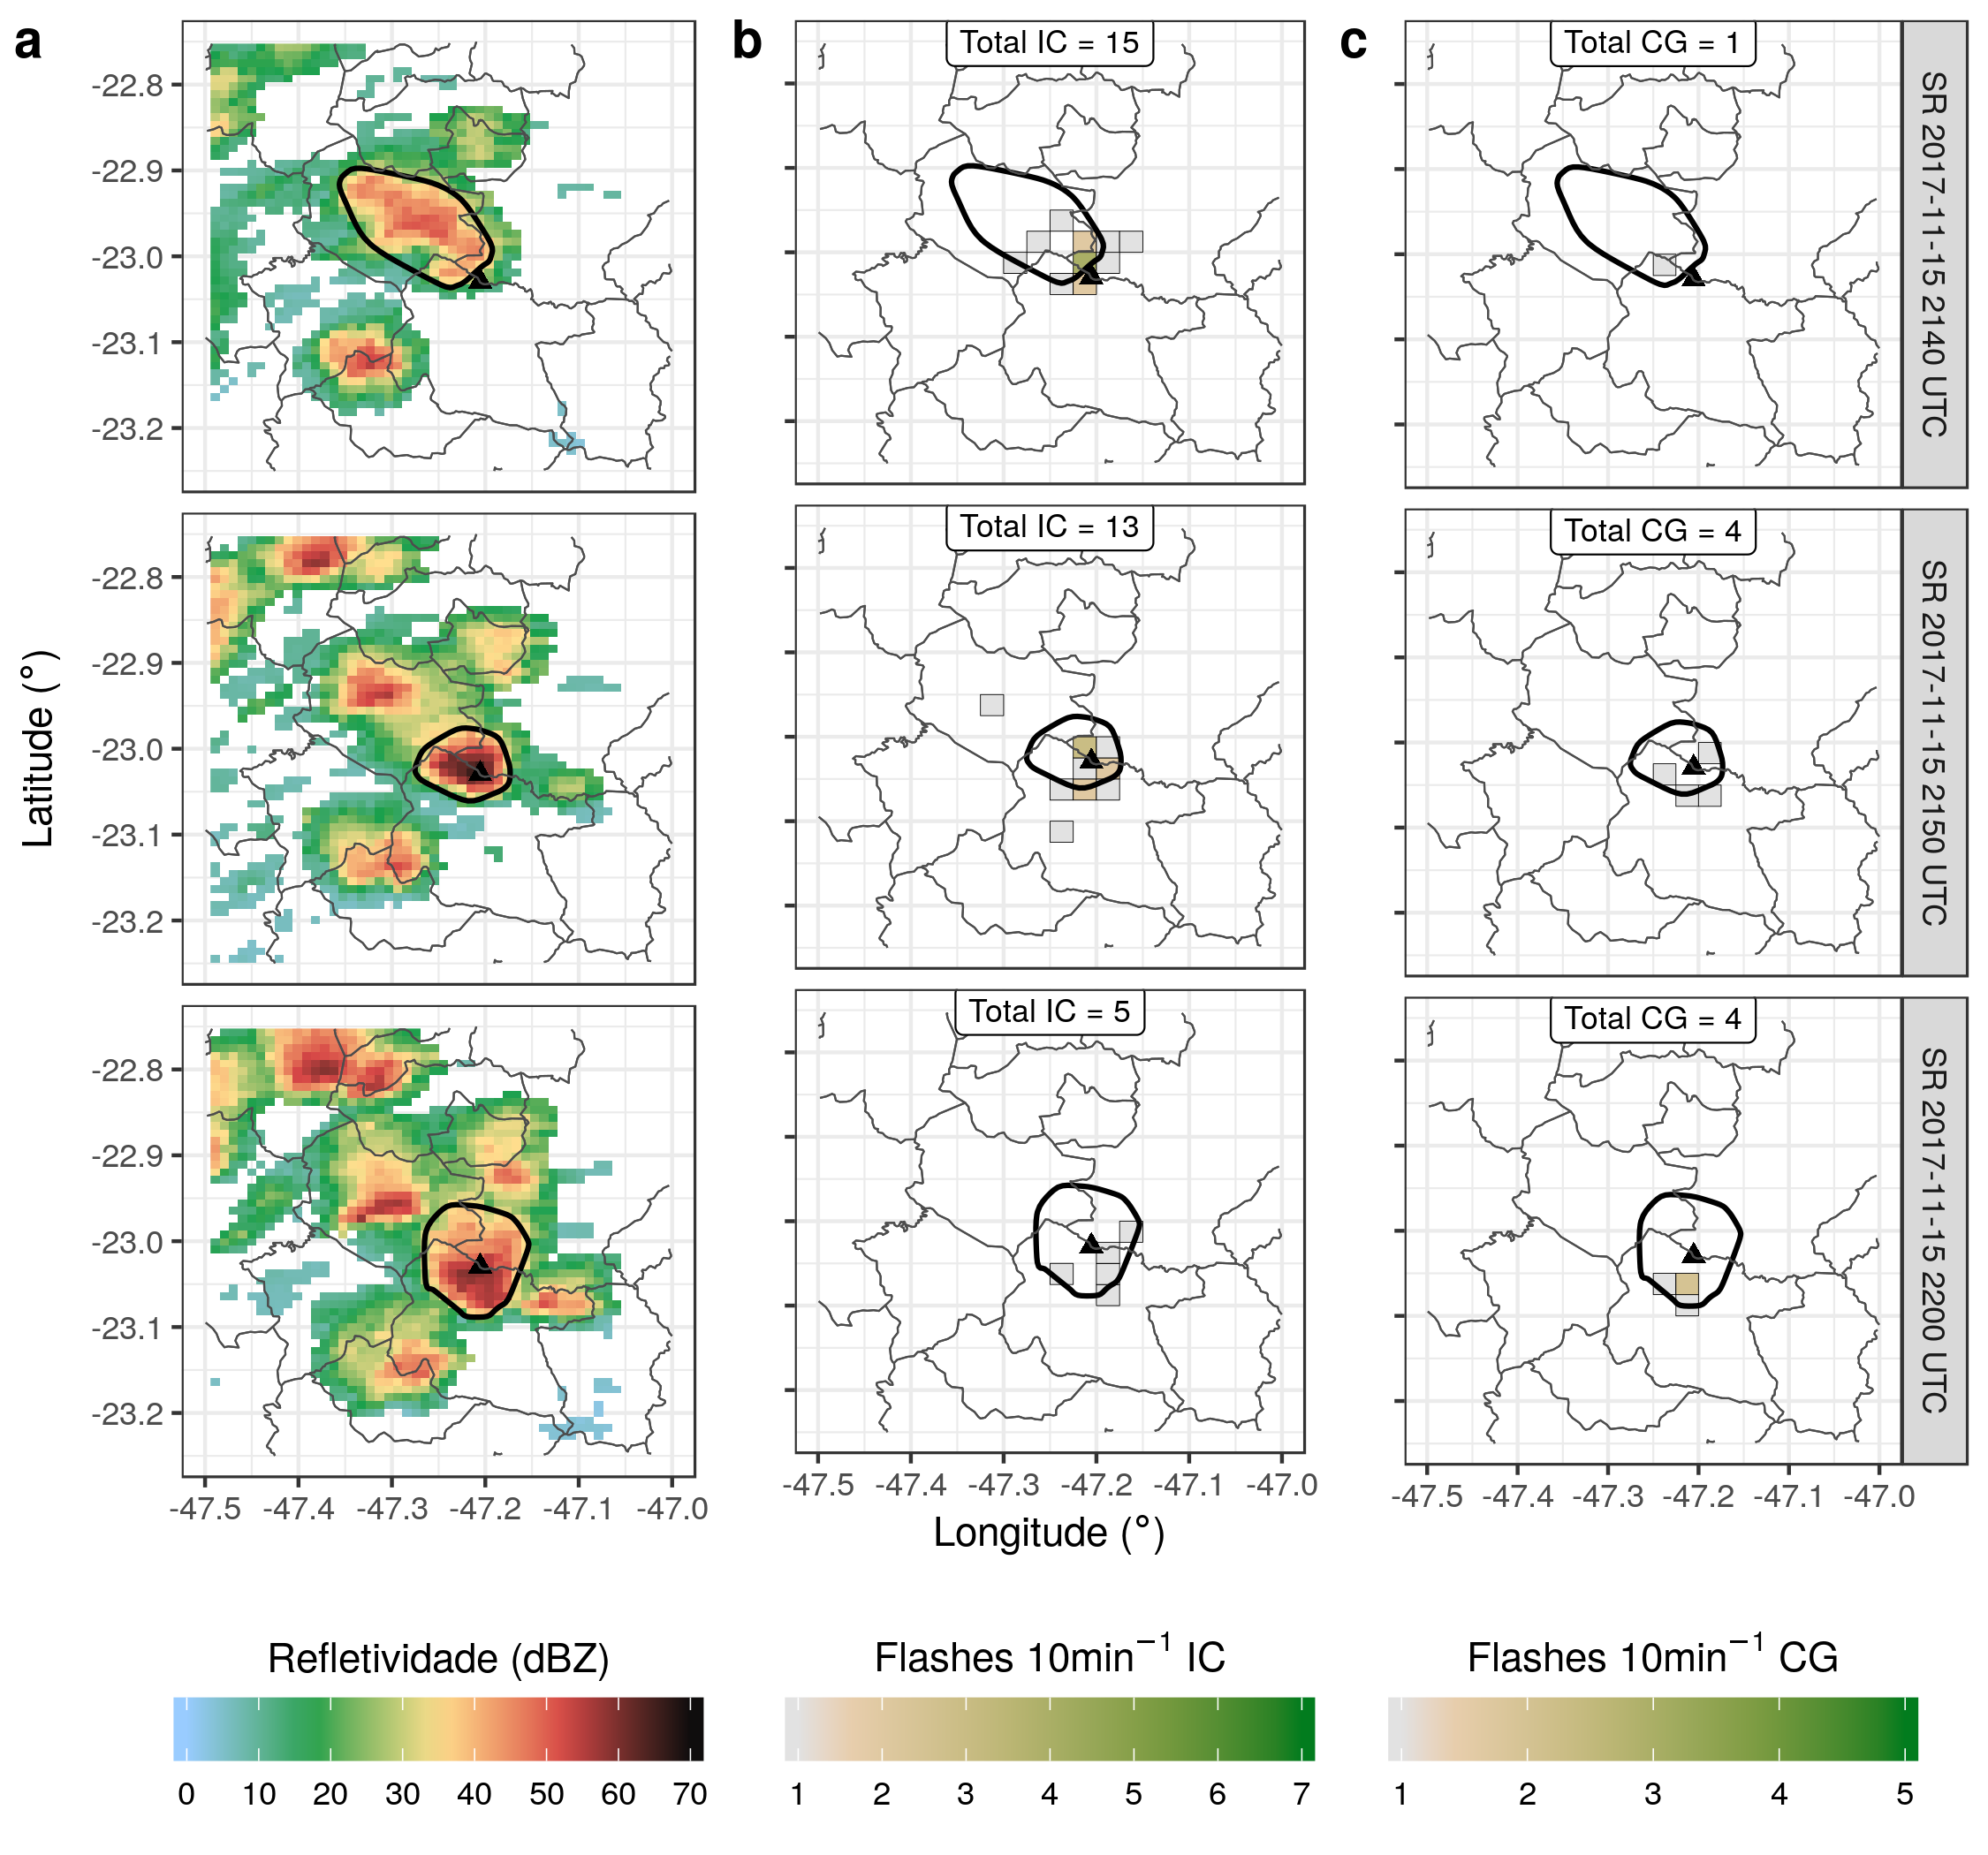 a
b
c
Total IC = 15
Total CG = 1
SR 2017-11-15 2140 UTC
-22.8
-22.9
-23.0
-23.1
-23.2
Total IC = 13
Total CG = 4
SR 2017-11-15 2150 UTC
-22.8
-22.9
-23.0
-23.1
-23.2
Latitude (°)
Total IC = 5
Total CG = 4
SR 2017-11-15 2200 UTC
-22.8
-22.9
-23.0
-23.1
-23.2
-47.5 -47.4 -47.3 -47.2 -47.1 -47.0
-47.5 -47.4 -47.3 -47.2 -47.1 -47.0
-47.5 -47.4 -47.3 -47.2 -47.1 -47.0
Longitude (°)
Refletividade (dBZ)
0 10 20 30 40 50 60 70
Flashes 10min⁻¹ IC
1 2 3 4 5 6 7
Flashes 10min⁻¹ CG
1 2 3 4 5